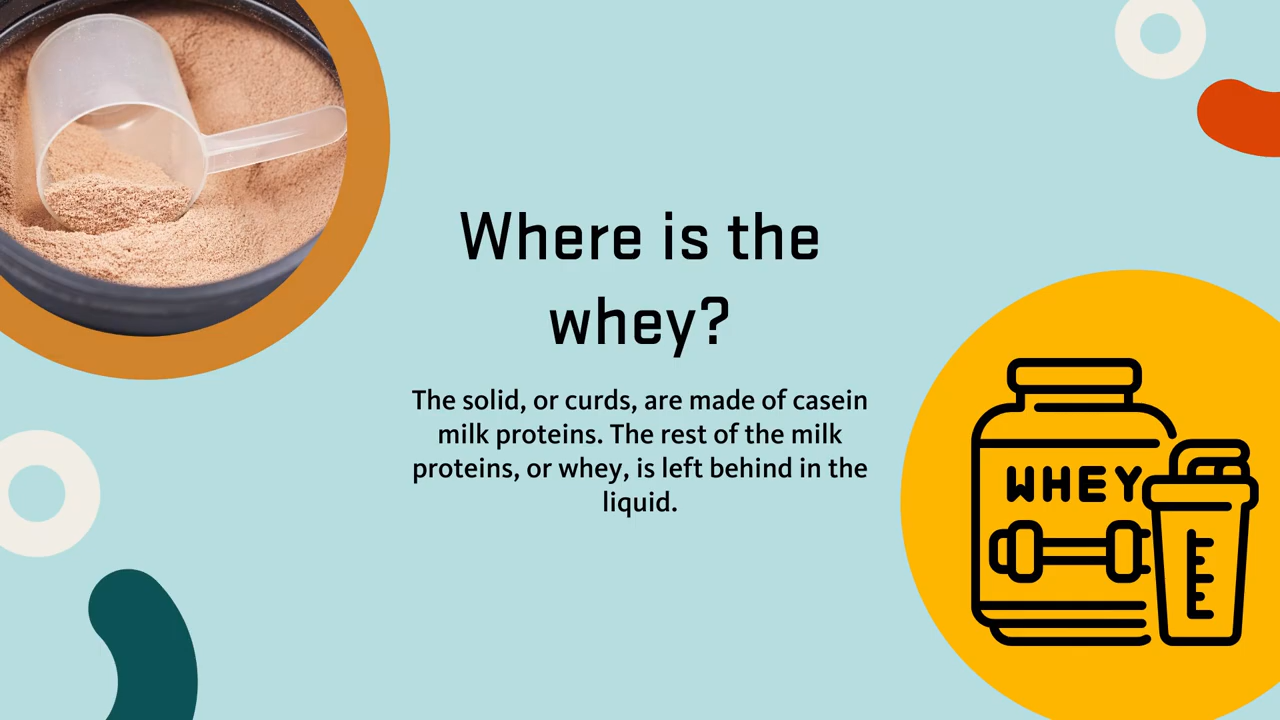 Where is the
whey?
The solid, or curds, are made of casein
milk proteins. The rest of the milk
proteins, or whey, is left behind in the
liquid.
WHEY